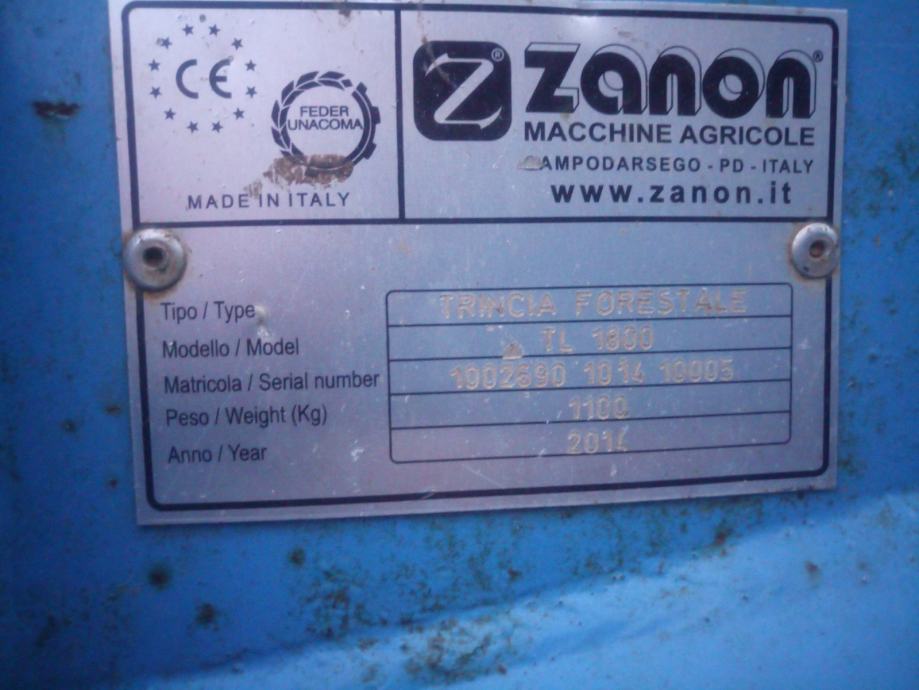 CE
FEDER
UNACOMA
MADE IN ITALY
Z ®
zanon®
MACCHINE AGRICOLE
CAMPODARSEGO - PD - ITALY
www.zanon.it
Tipo / Type TRINCIA FORESTALE
Modello / Model TL 1800
Matricola / Serial number 1002690 1014 10005
Peso / Weight (Kg) 1100
Anno / Year 2014